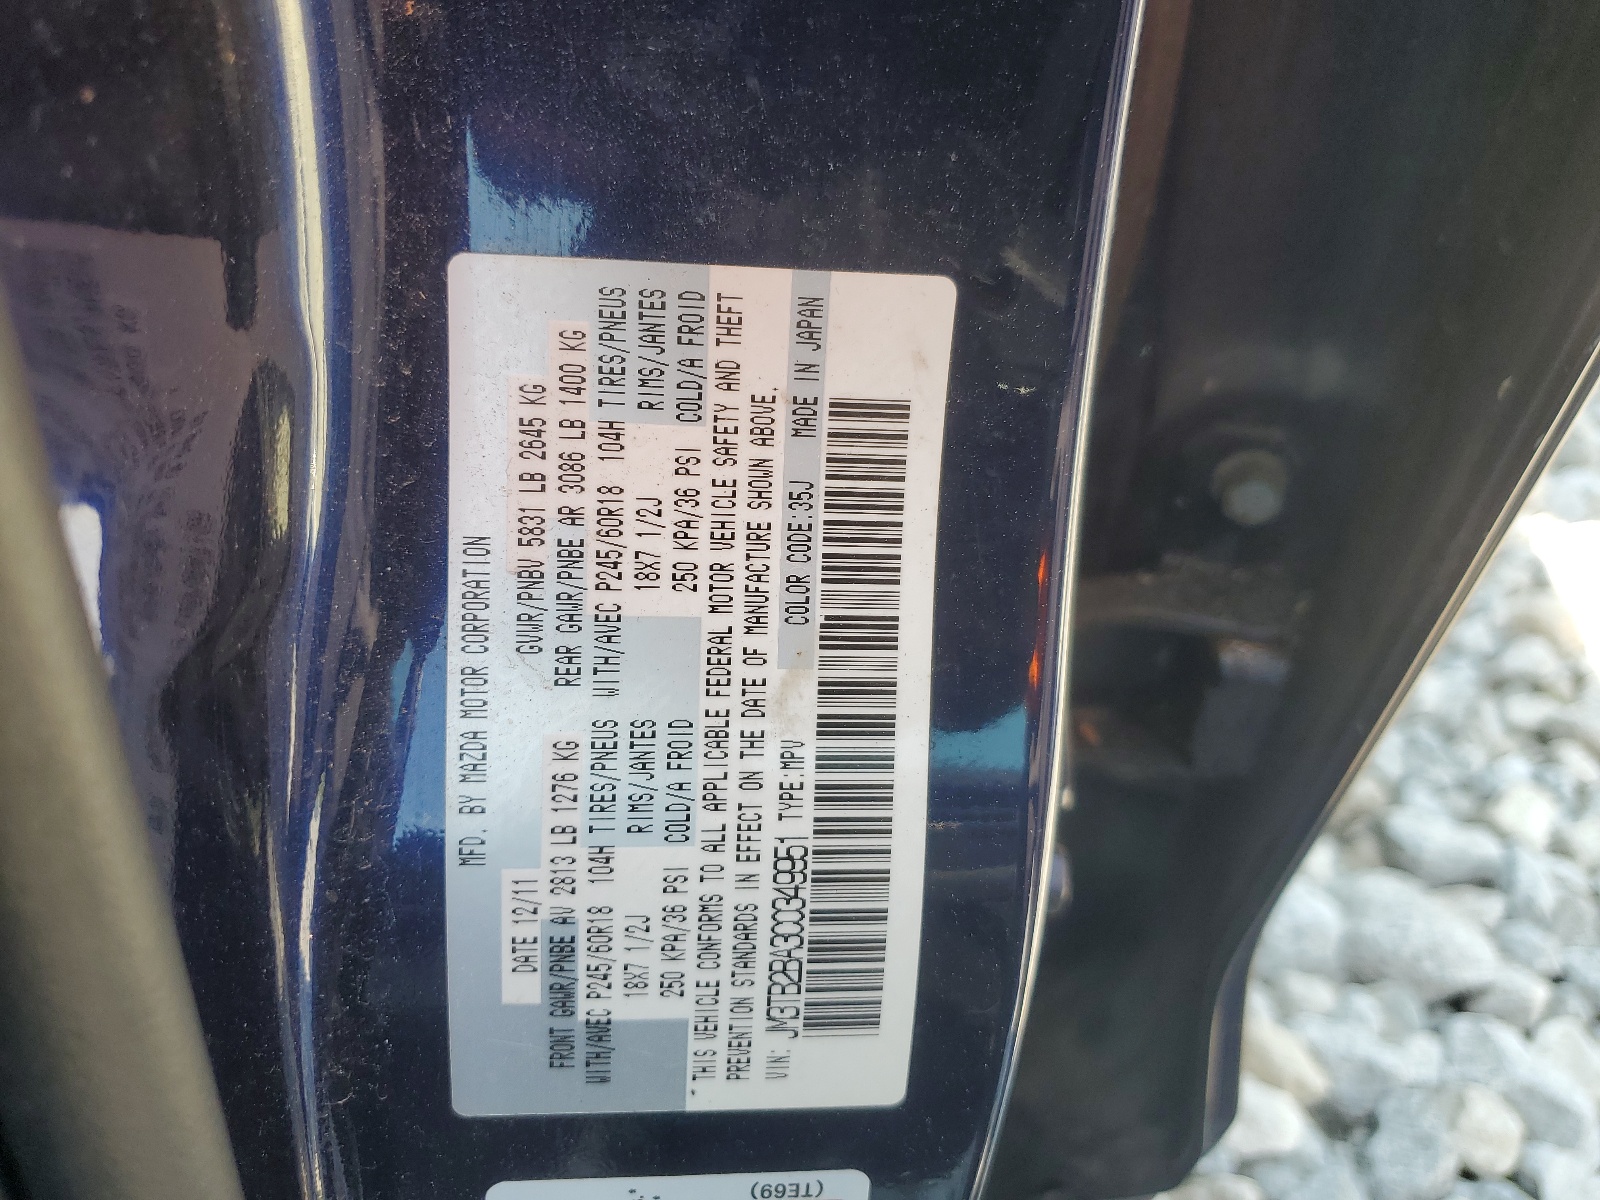 MFD. BY MAZDA MOTOR CORPORATION
DATE 12/11 GVWR/PNBV 5831 LB 2645 KG
FRONT GAWR/PNBE AV 2813 LB 1276 KG REAR GAWR/PNBE AR 3086 LB 1400 KG
WITH/AVEC P245/60R18 104H TIRES/PNEUS WITH/AVEC P245/60R18 104H TIRES/PNEUS
18X7 1/2J RIMS/JANTES 18X7 1/2J RIMS/JANTES
250 KPA/36 PSI COLD/A FROID 250 KPA/36 PSI COLD/A FROID
*THIS VEHICLE CONFORMS TO ALL APPLICABLE FEDERAL MOTOR VEHICLE SAFETY AND THEFT
PREVENTION STANDARDS IN EFFECT ON THE DATE OF MANUFACTURE SHOWN ABOVE.
VIN: JM3TB2BA3C0349951 TYPE:MPV COLOR CODE:35J MADE IN JAPAN
(TE69)